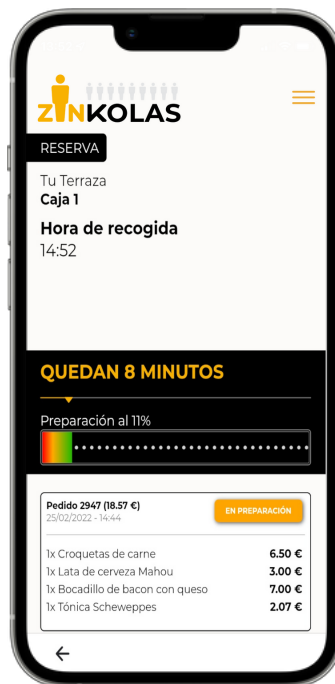 ZINKOLAS
RESERVA
Tu Terraza
Caja 1
Hora de recogida
14:52
QUEDAN 8 MINUTOS
Preparación al 11%
Pedido 2947 (18.57 €)
25/02/2022 - 14:44
EN PREPARACIÓN
1x Croquetas de carne 6.50 €
1x Lata de cerveza Mahou 3.00 €
1x Bocadillo de bacon con queso 7.00 €
1x Tónica Scheweppes 2.07 €